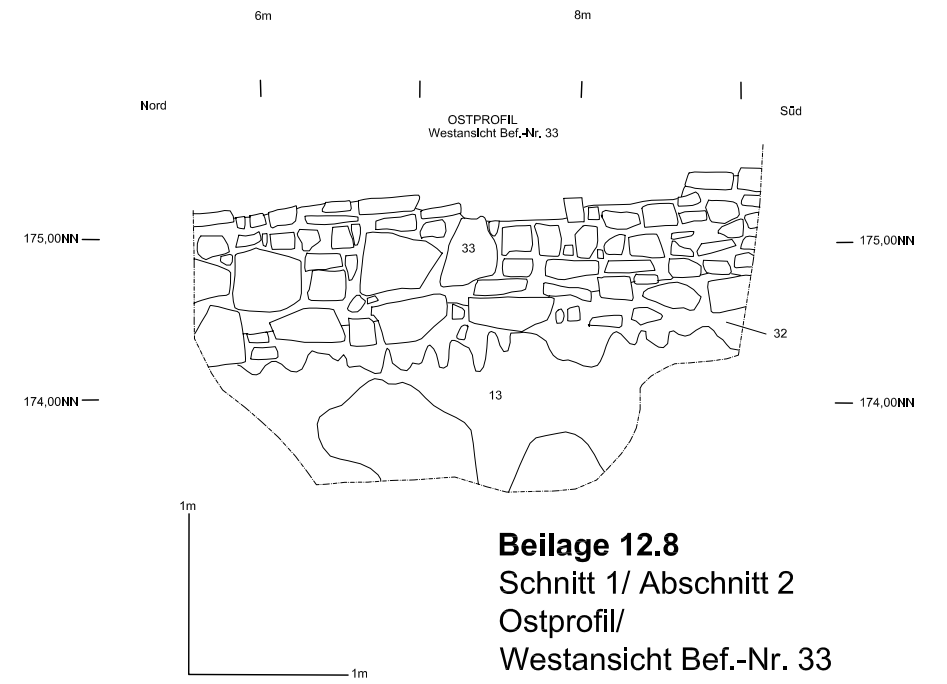 6m 8m
Nord
Süd
OSTPROFIL
Westansicht Bef.-Nr. 33
175,00NN
175,00NN
33
32
13
174,00NN
174,00NN
1m
1m
Beilage 12.8
Schnitt 1/ Abschnitt 2
Ostprofil/
Westansicht Bef.-Nr. 33